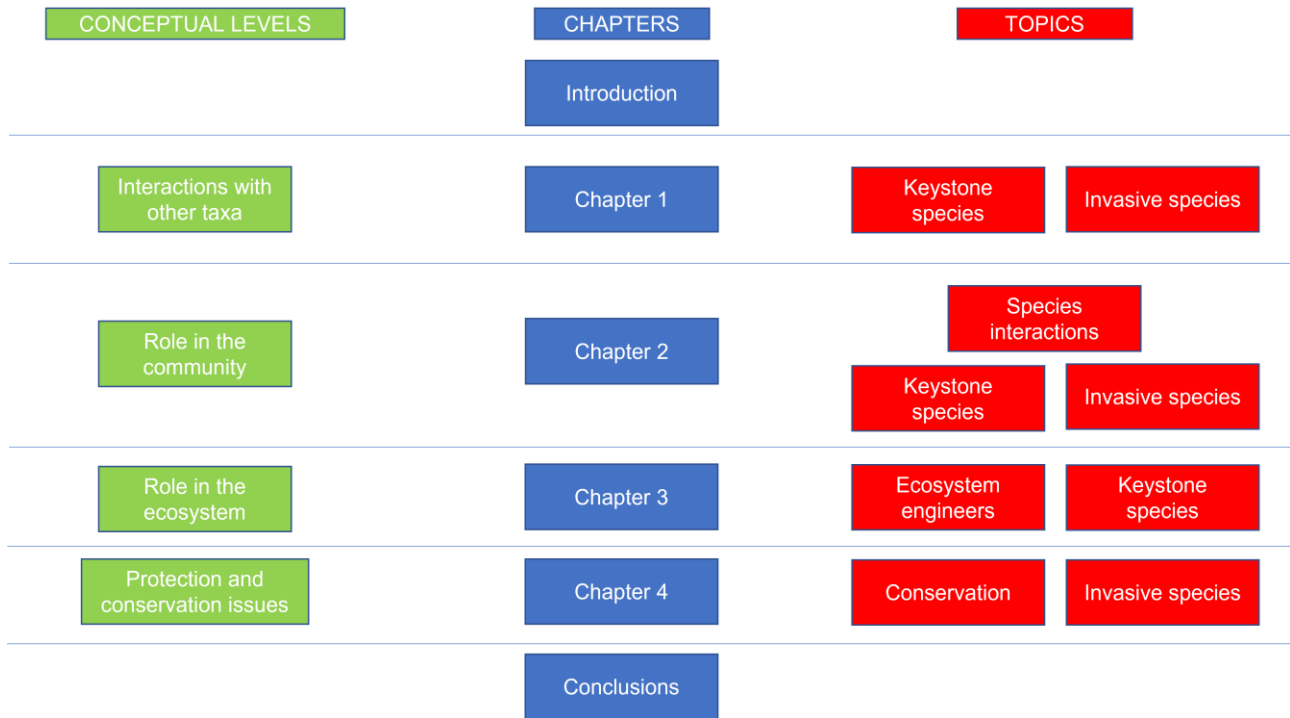 CONCEPTUAL LEVELS
CHAPTERS
TOPICS
Introduction
Interactions with
other taxa
Chapter 1
Keystone
species
Invasive species
Role in the
community
Chapter 2
Species
interactions
Keystone
species
Invasive species
Role in the
ecosystem
Chapter 3
Ecosystem
engineers
Keystone
species
Protection and
conservation issues
Chapter 4
Conservation
Invasive species
Conclusions